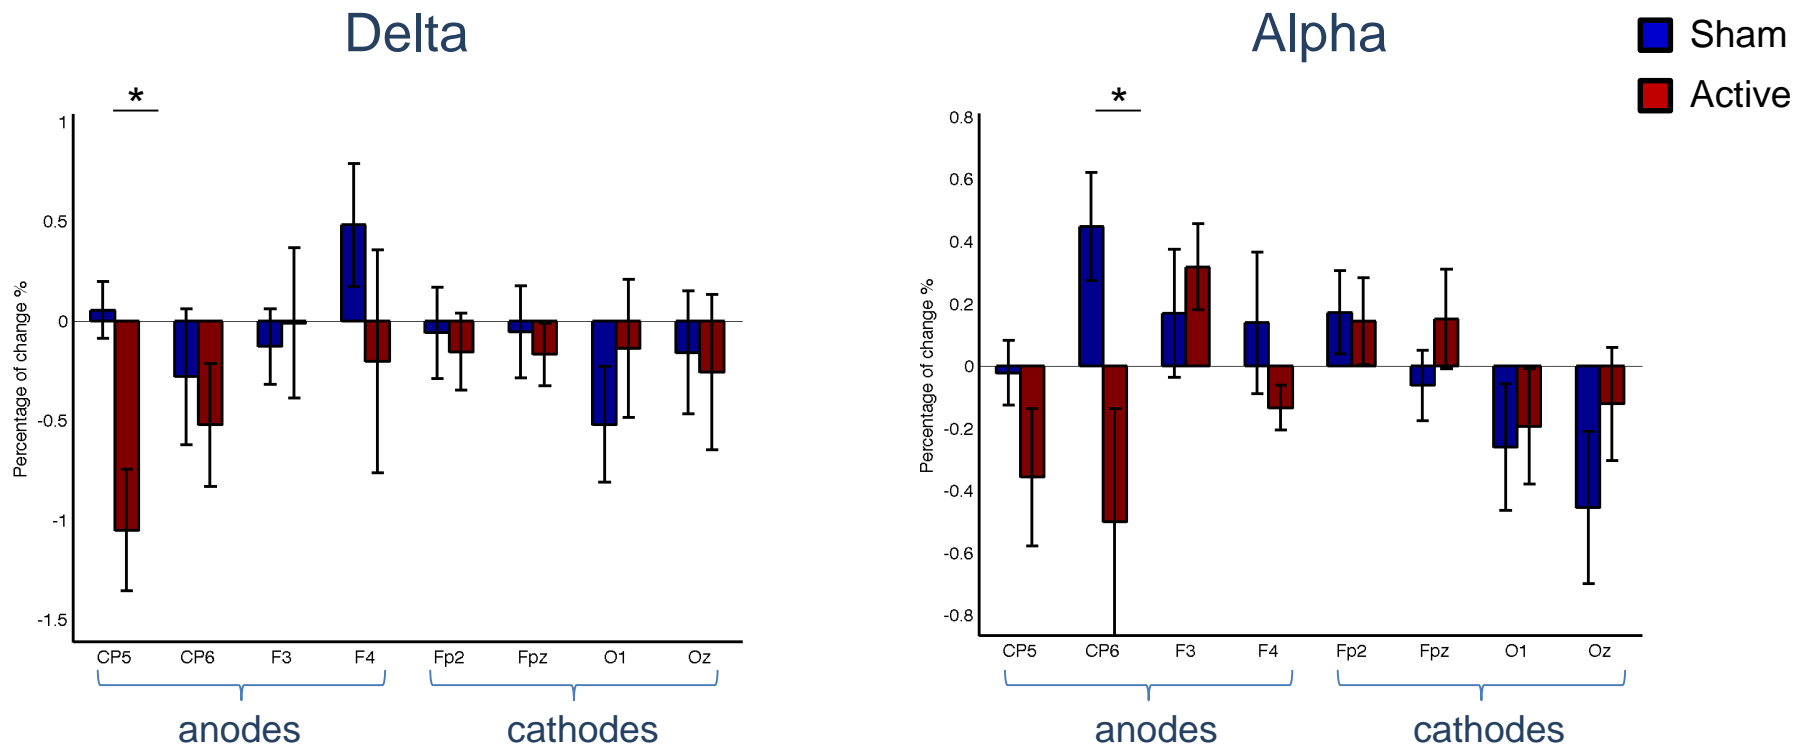 Delta
Alpha
Sham
Active
*
1
0.5
0
-0.5
-1
-1.5
Percentage of change %
CP5 CP6 F3 F4 Fp2 Fpz O1 Oz
anodes cathodes
*
0.8
0.6
0.4
0.2
0
-0.2
-0.4
-0.6
-0.8
Percentage of change %
CP5 CP6 F3 F4 Fp2 Fpz O1 Oz
anodes cathodes